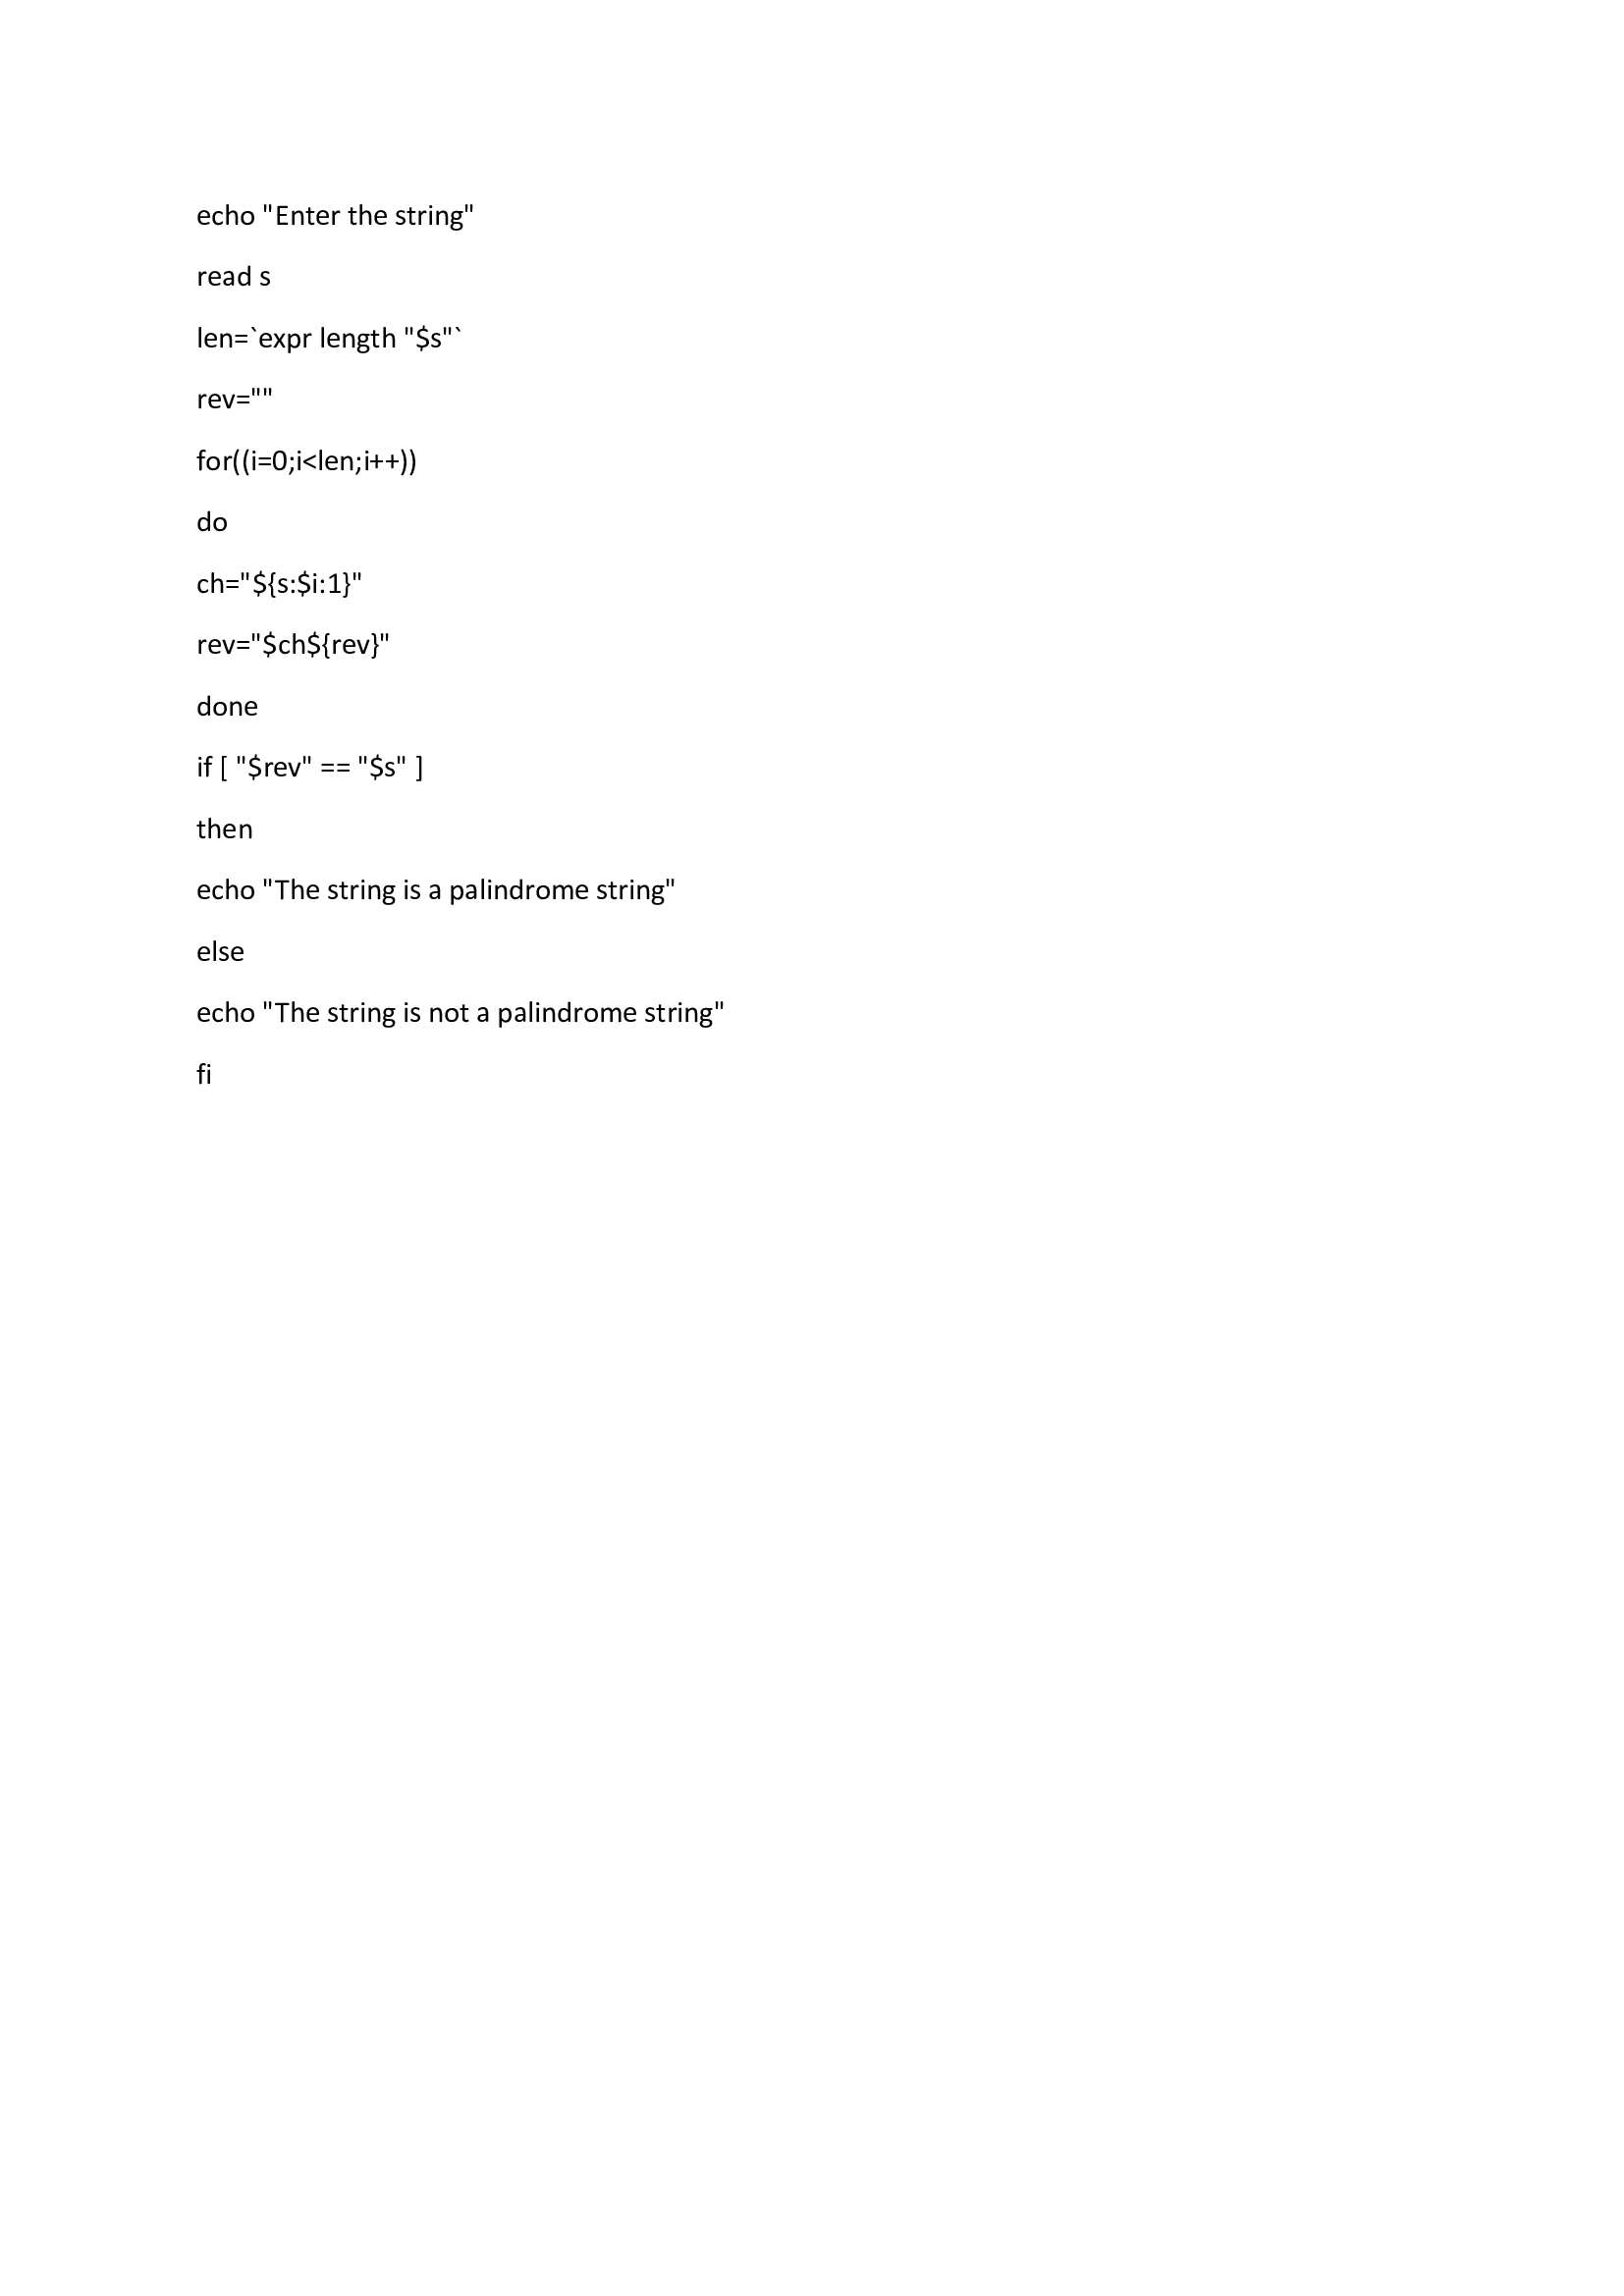 echo "Enter the string"
read s
len=`expr length "$s"`
rev=""
for((i=0;i<len;i++))
do
ch="${s:$i:1}"
rev="$ch${rev}"
done
if [ "$rev" == "$s" ]
then
echo "The string is a palindrome string"
else
echo "The string is not a palindrome string"
fi